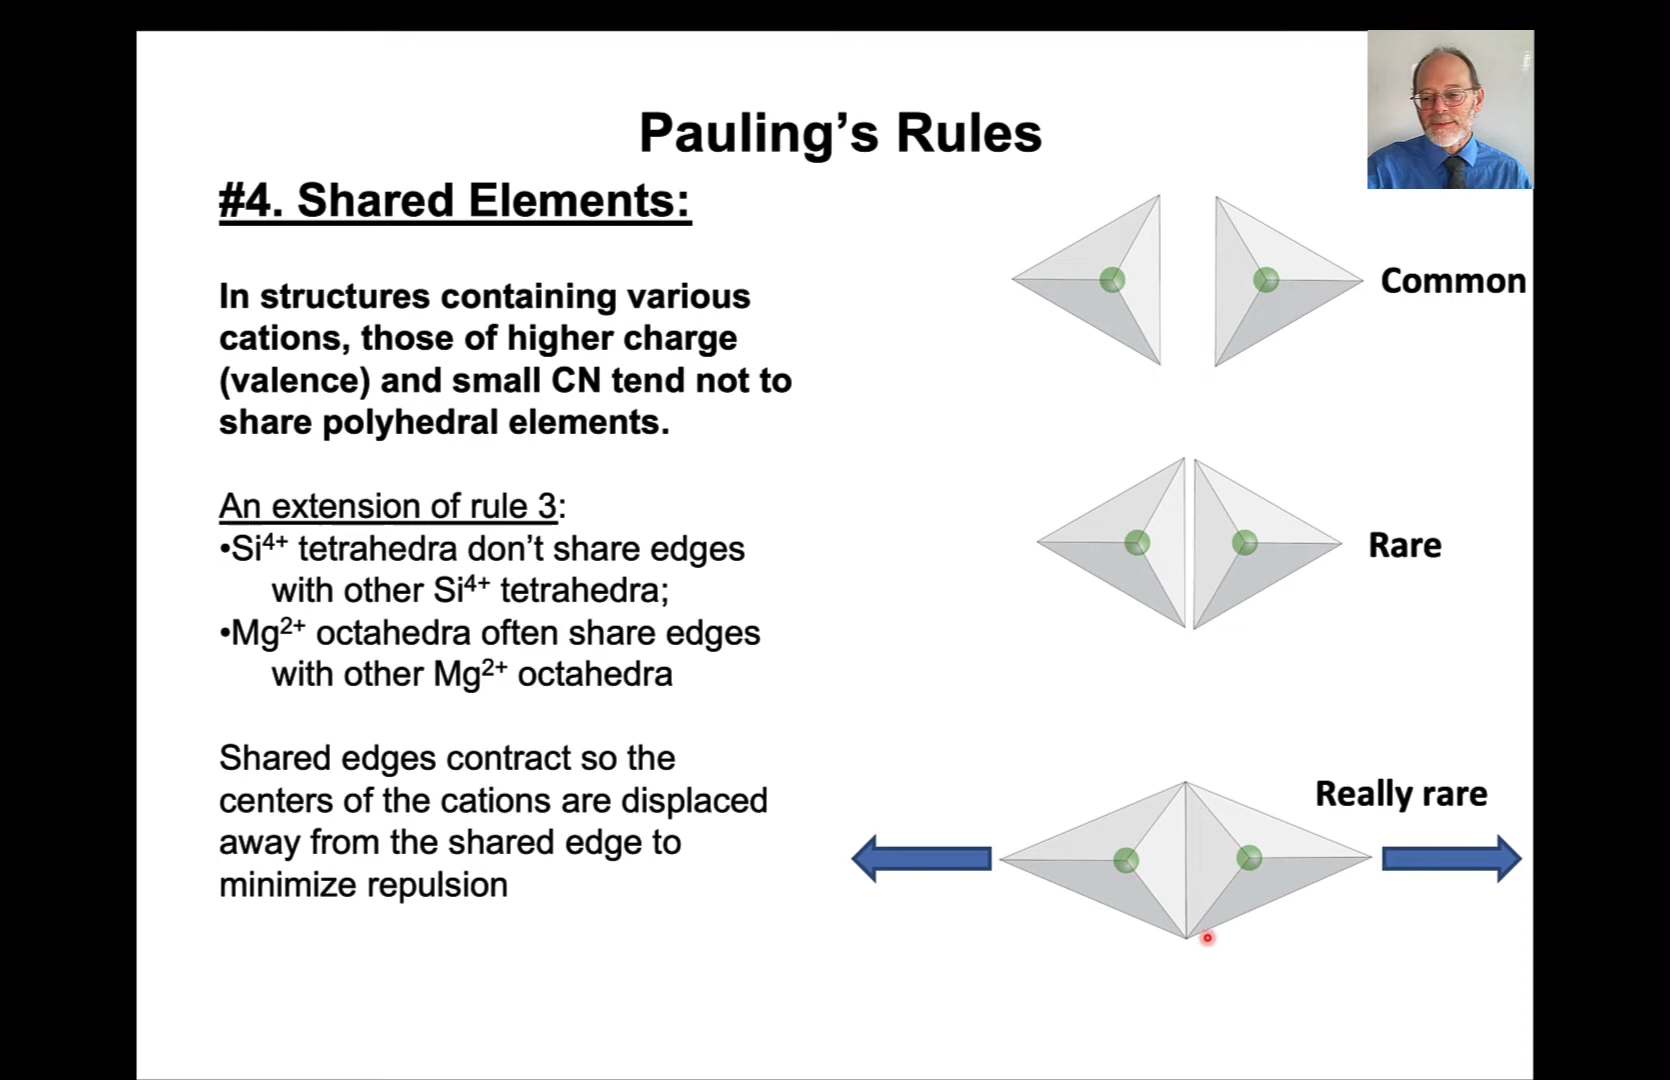 Pauling’s Rules
#4. Shared Elements:
In structures containing various
cations, those of higher charge
(valence) and small CN tend not to
share polyhedral elements.
An extension of rule 3:
•Si⁴⁺ tetrahedra don’t share edges
with other Si⁴⁺ tetrahedra;
•Mg²⁺ octahedra often share edges
with other Mg²⁺ octahedra
Shared edges contract so the
centers of the cations are displaced
away from the shared edge to
minimize repulsion
Common
Rare
Really rare